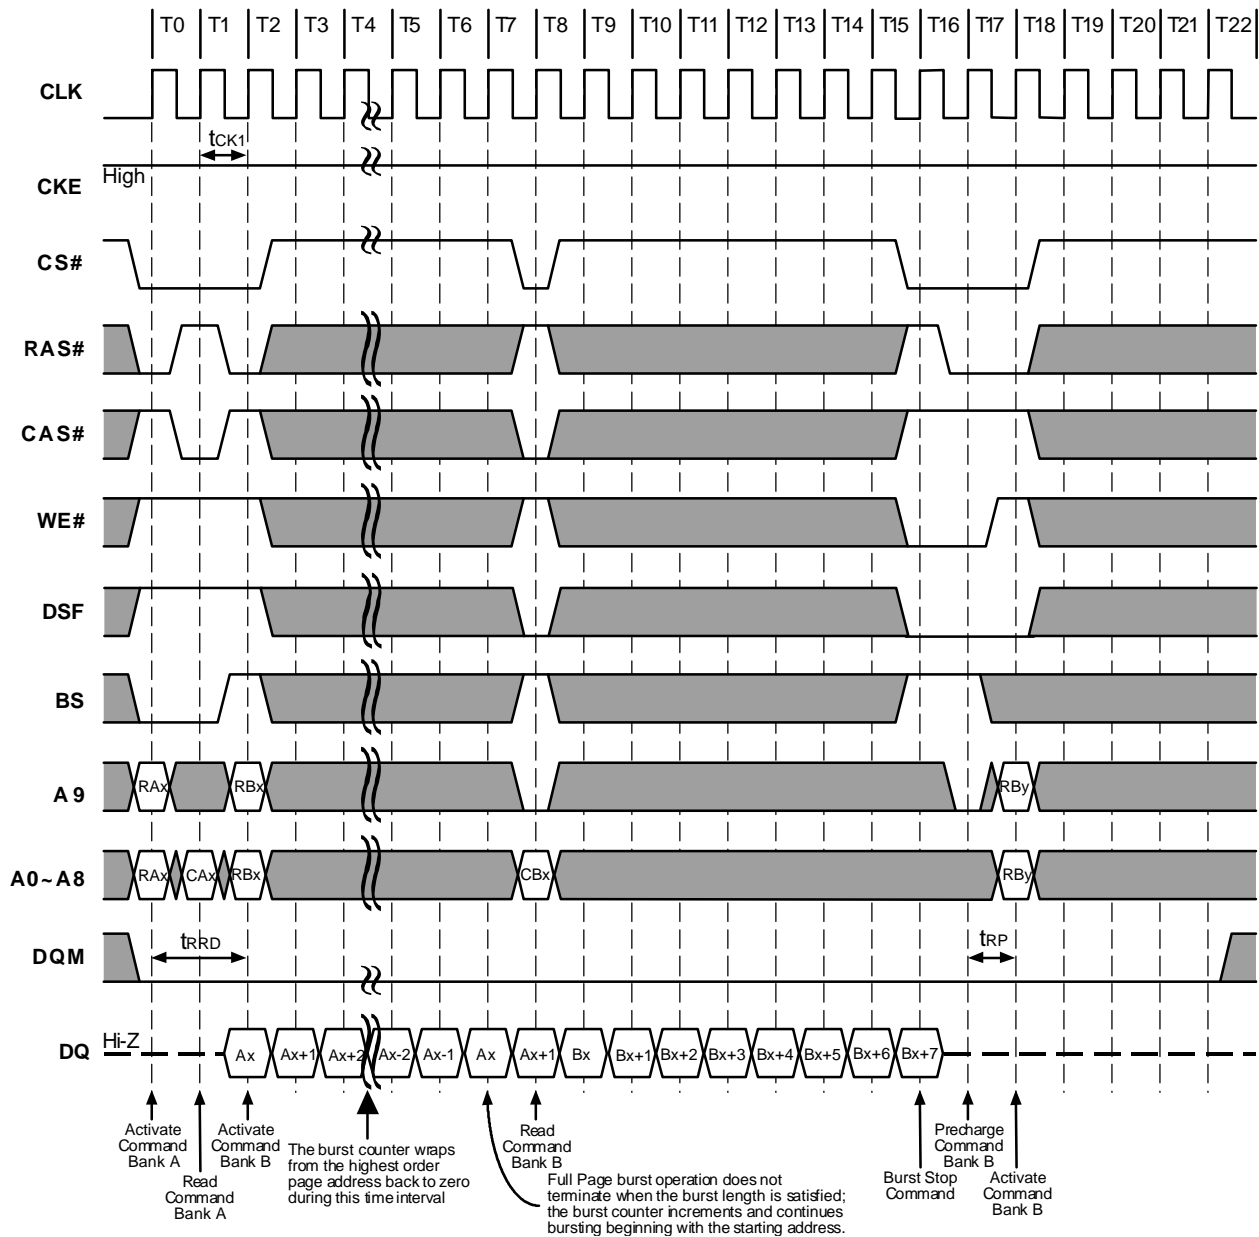 T0 T1 T2 T3 T4 T5 T6 T7 T8 T9 T10 T11 T12 T13 T14 T15 T16 T17 T18 T19 T20 T21 T22
CLK
tCK1
High
CKE
CS#
RAS#
CAS#
WE#
DSF
BS
A9
RAx RBx RBy
A0~A8
RAx CAx RBx CBx RBy
DQM
tRRD
tRP
Hi-Z
DQ
Ax Ax+1 Ax+2 Ax-2 Ax-1 Ax Ax+1 Bx Bx+1 Bx+2 Bx+3 Bx+4 Bx+5 Bx+6 Bx+7
Activate
Command
Bank A
Read
Command
Bank A
Activate
Command
Bank B
The burst counter wraps
from the highest order
page address back to zero
during this time interval
Read
Command
Bank B
Full Page burst operation does not
terminate when the burst length is satisfied;
the burst counter increments and continues
bursting beginning with the starting address.
Burst Stop
Command
Precharge
Command
Bank B
Activate
Command
Bank B